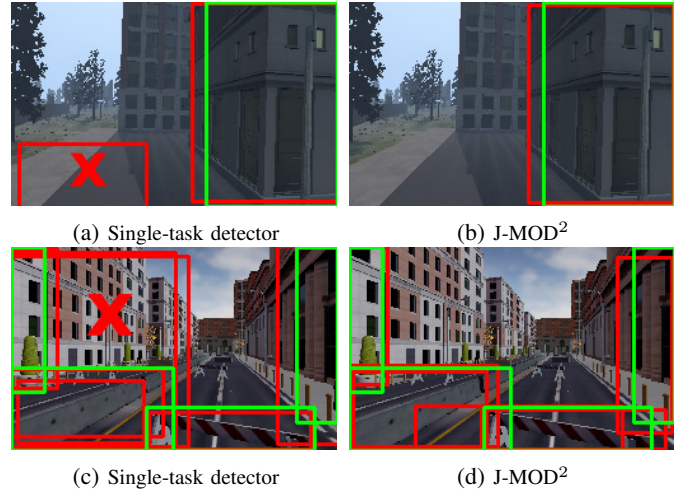 X
(a) Single-task detector
(b) J-MOD²
X
(c) Single-task detector
(d) J-MOD²